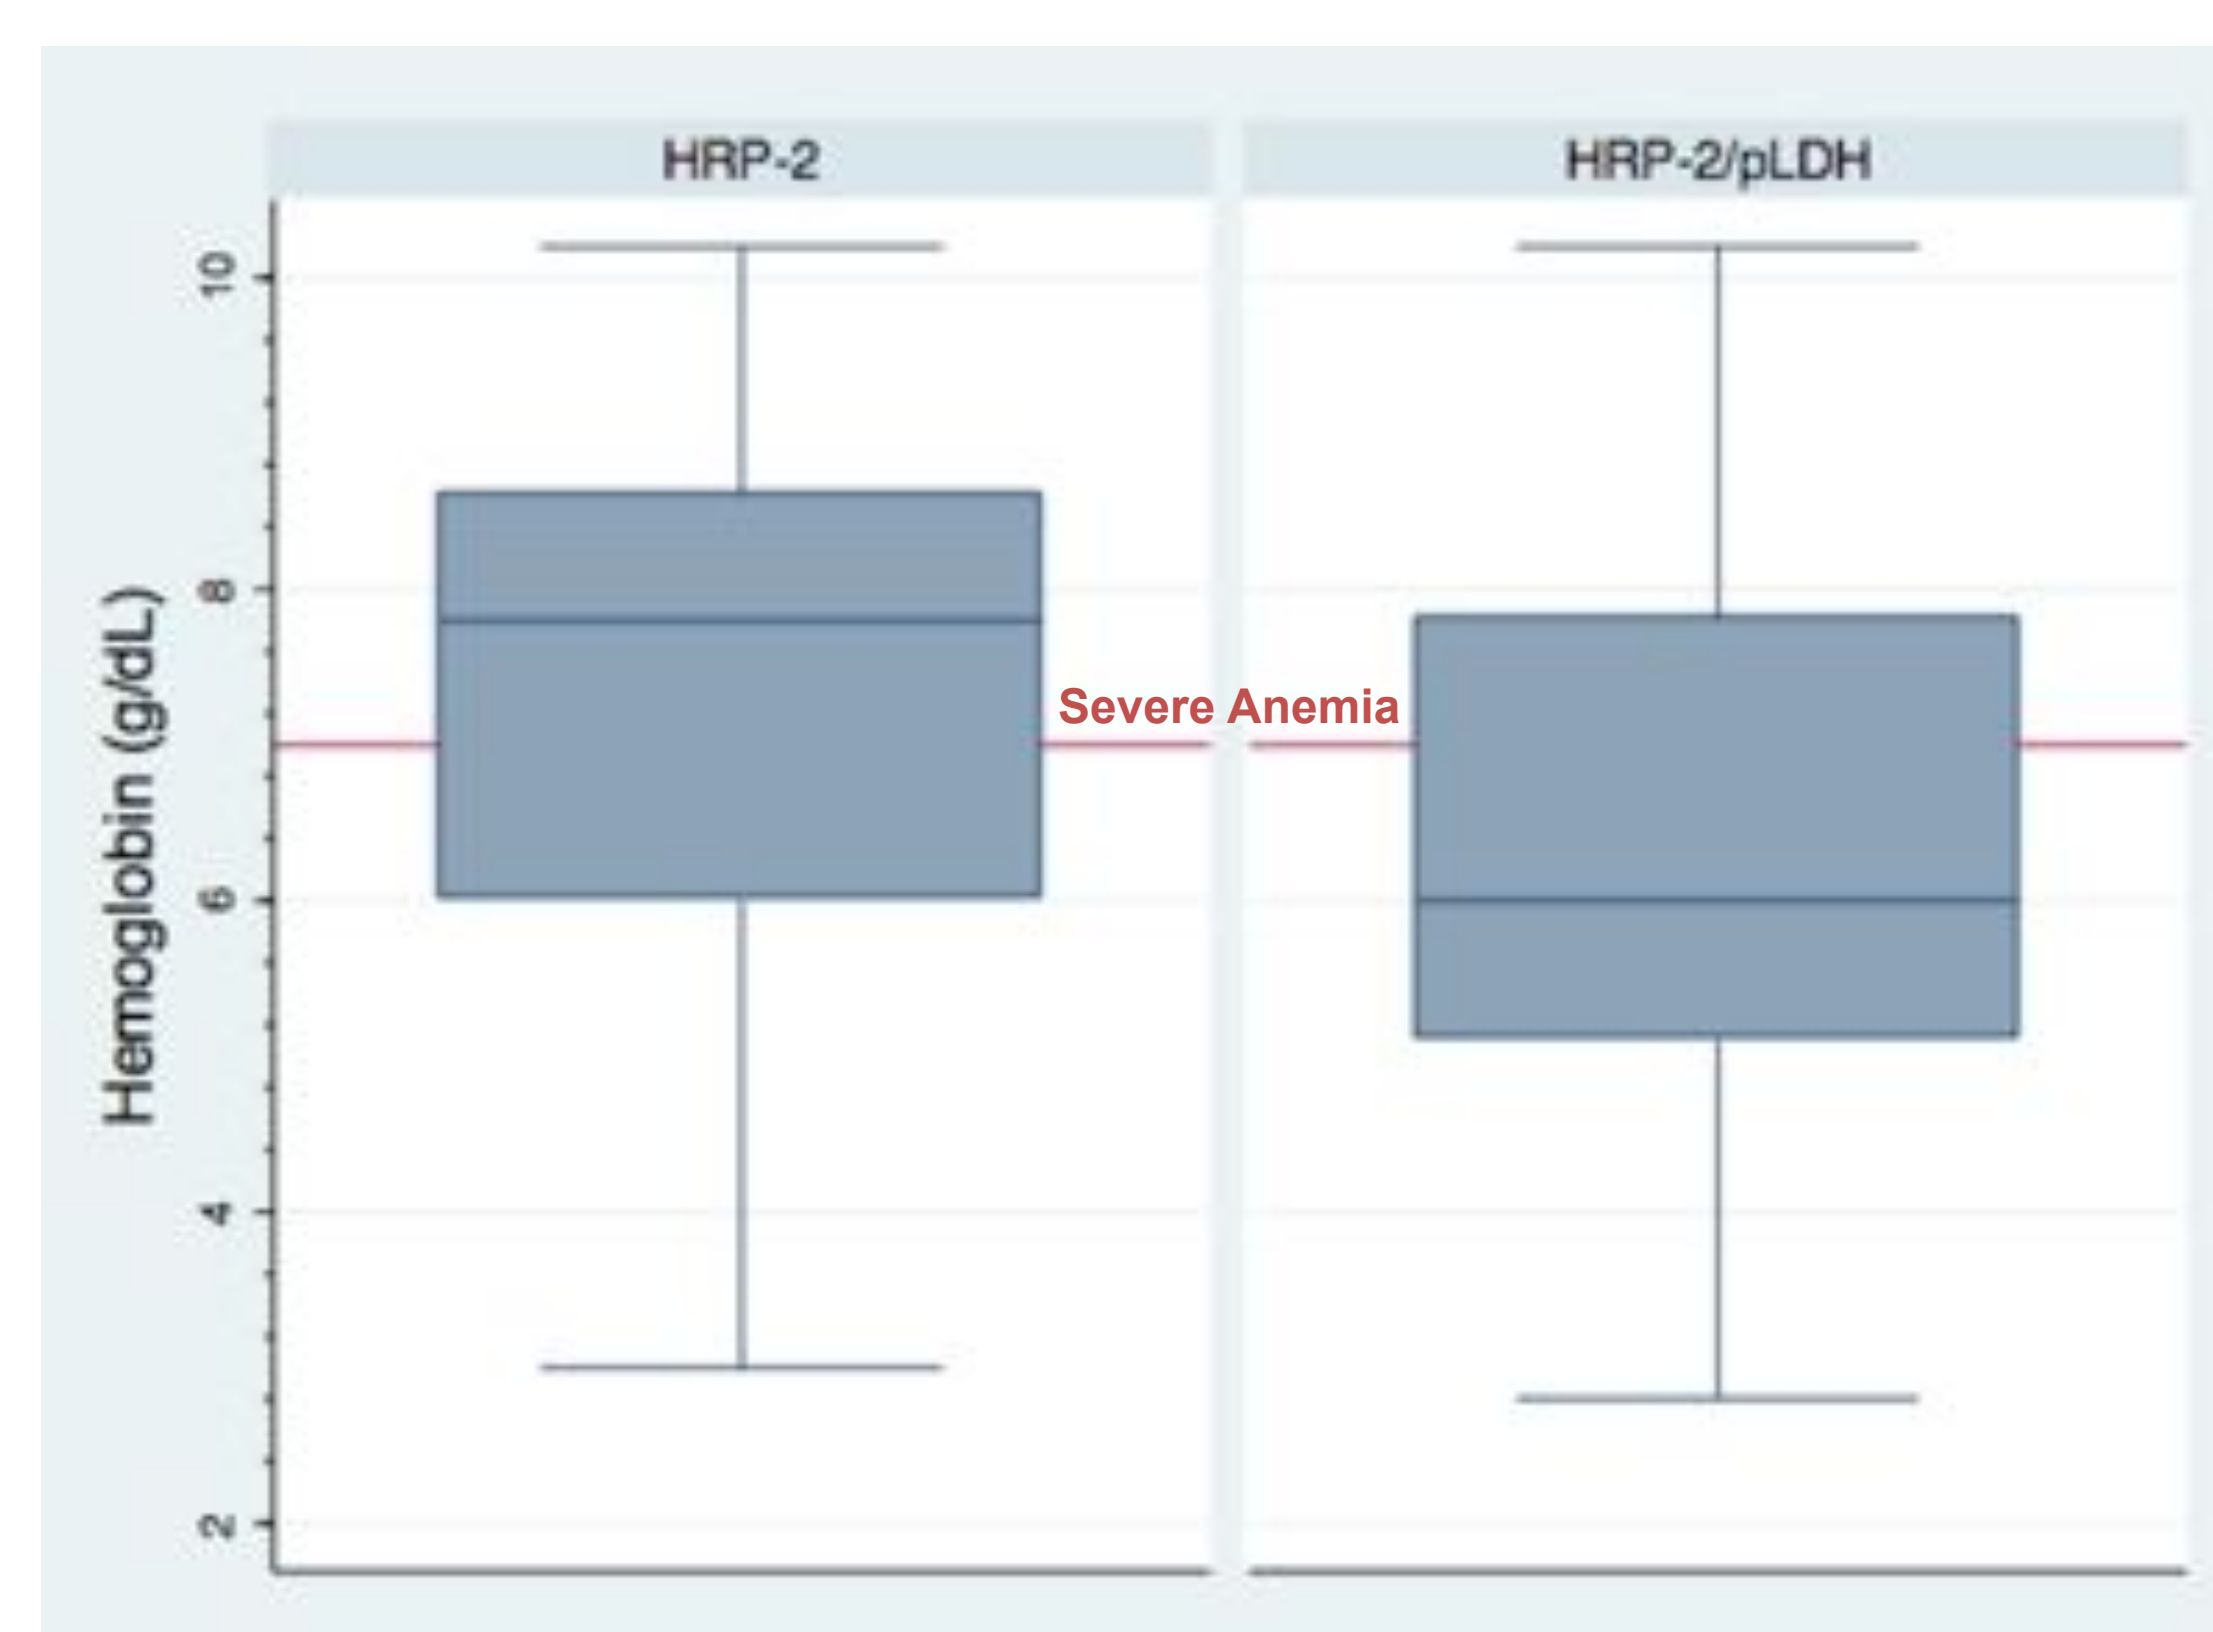 HRP-2
HRP-2/pLDH
Hemoglobin (g/dL)
10
8
6
4
2
Severe Anemia